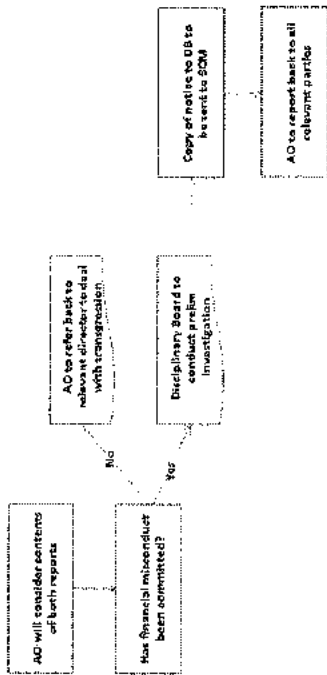 AO will consider contents
of both reports
Has financial misconduct
been committed?
No
Yes
AO to refer back to
relevant director to deal
with transgression
Disciplinary Board to
conduct prelim
Investigation
Copy of notice to DB to
be sent to SOM
AO to report back to all
relevant parties